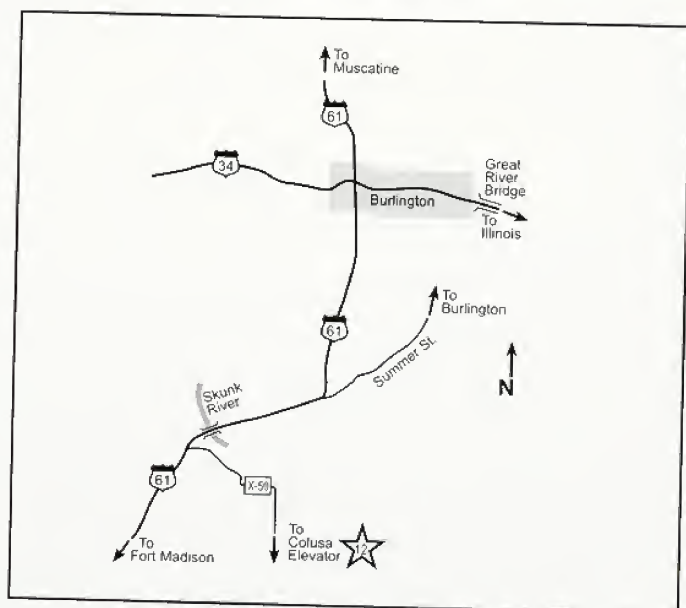 To
Muscatine
61
34
Great
River
Bridge
Burlington
To
Illinois
61
To
Burlington
Summer St.
N
Skunk
River
61
To
Fort Madison
To
Colusa
Elevator
12